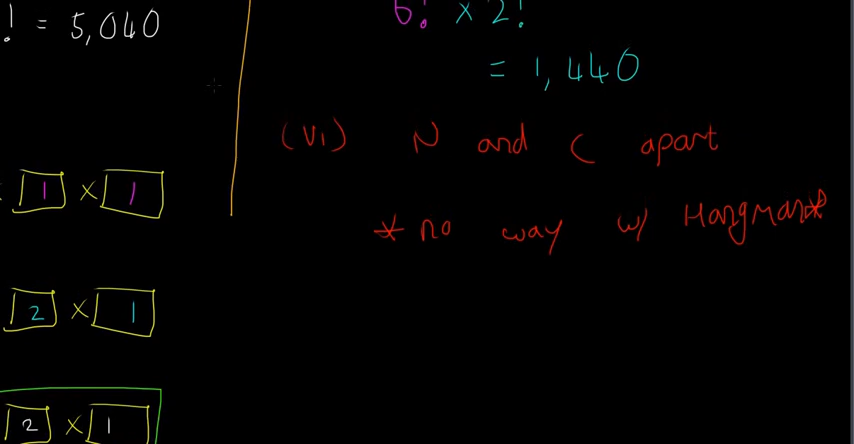 ! = 5,040
6! x 2!
= 1,440
(VI) N and C apart
* no way w/ Hangman*
1 x 1
2 x 1
2 x 1